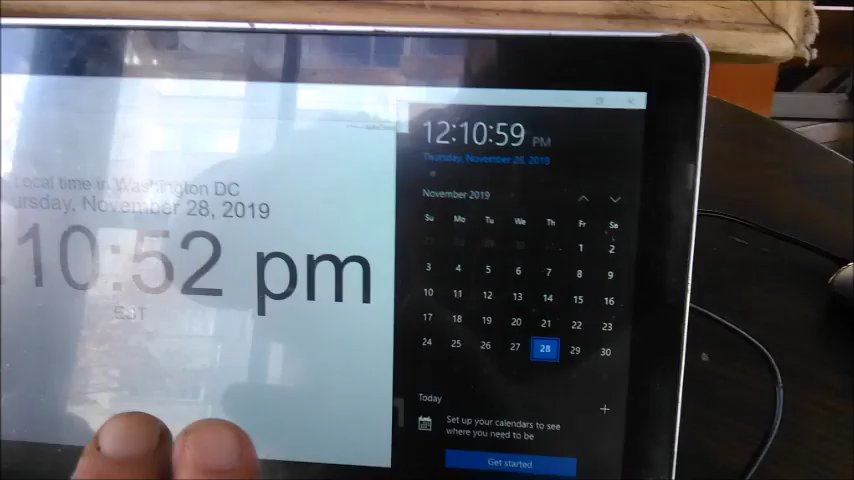 Local time in Washington DC
ursday, November 28, 2019
:10:52 pm
EST
12:10:59 PM
Thursday, November 28, 2019
November 2019
Su Mo Tu We Th Fr Sa
1 2
3 4 5 6 7 8 9
10 11 12 13 14 15 16
17 18 19 20 21 22 23
24 25 26 27 28 29 30
Today
Set up your calendars to see
where you need to be
Get started